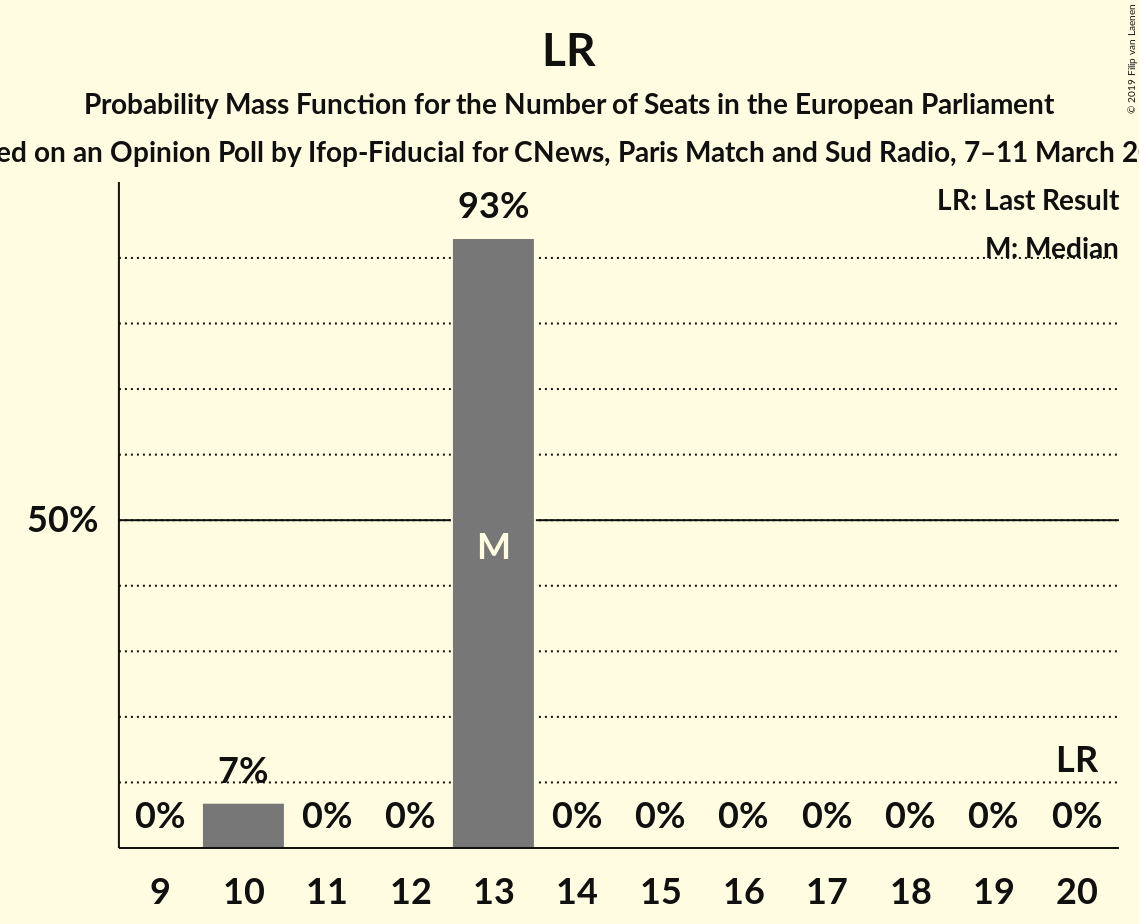 LR
Probability Mass Function for the Number of Seats in the European Parliament
on an Opinion Poll by Ifop-Fiducial for CNews, Paris Match and Sud Radio, 7–11 March
© 2019 Filip van Laenen
LR: Last Result
M: Median
93%
50%
M
7%
LR
0% 0% 0% 0% 0% 0% 0% 0% 0% 0%
9 10 11 12 13 14 15 16 17 18 19 20